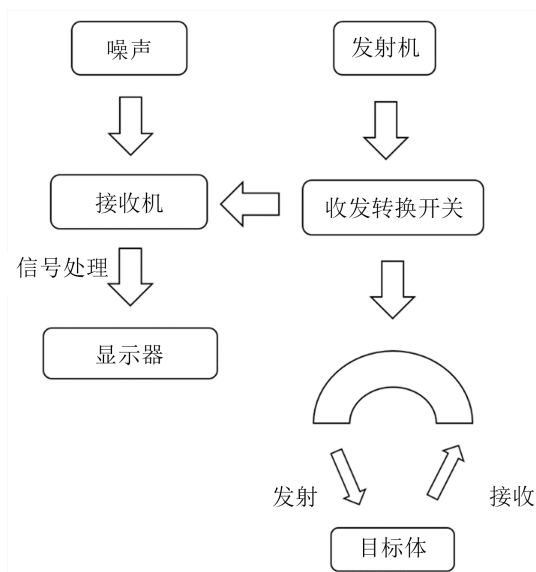 噪声
发射机
接收机
收发转换开关
信号处理
显示器
发射
接收
目标体